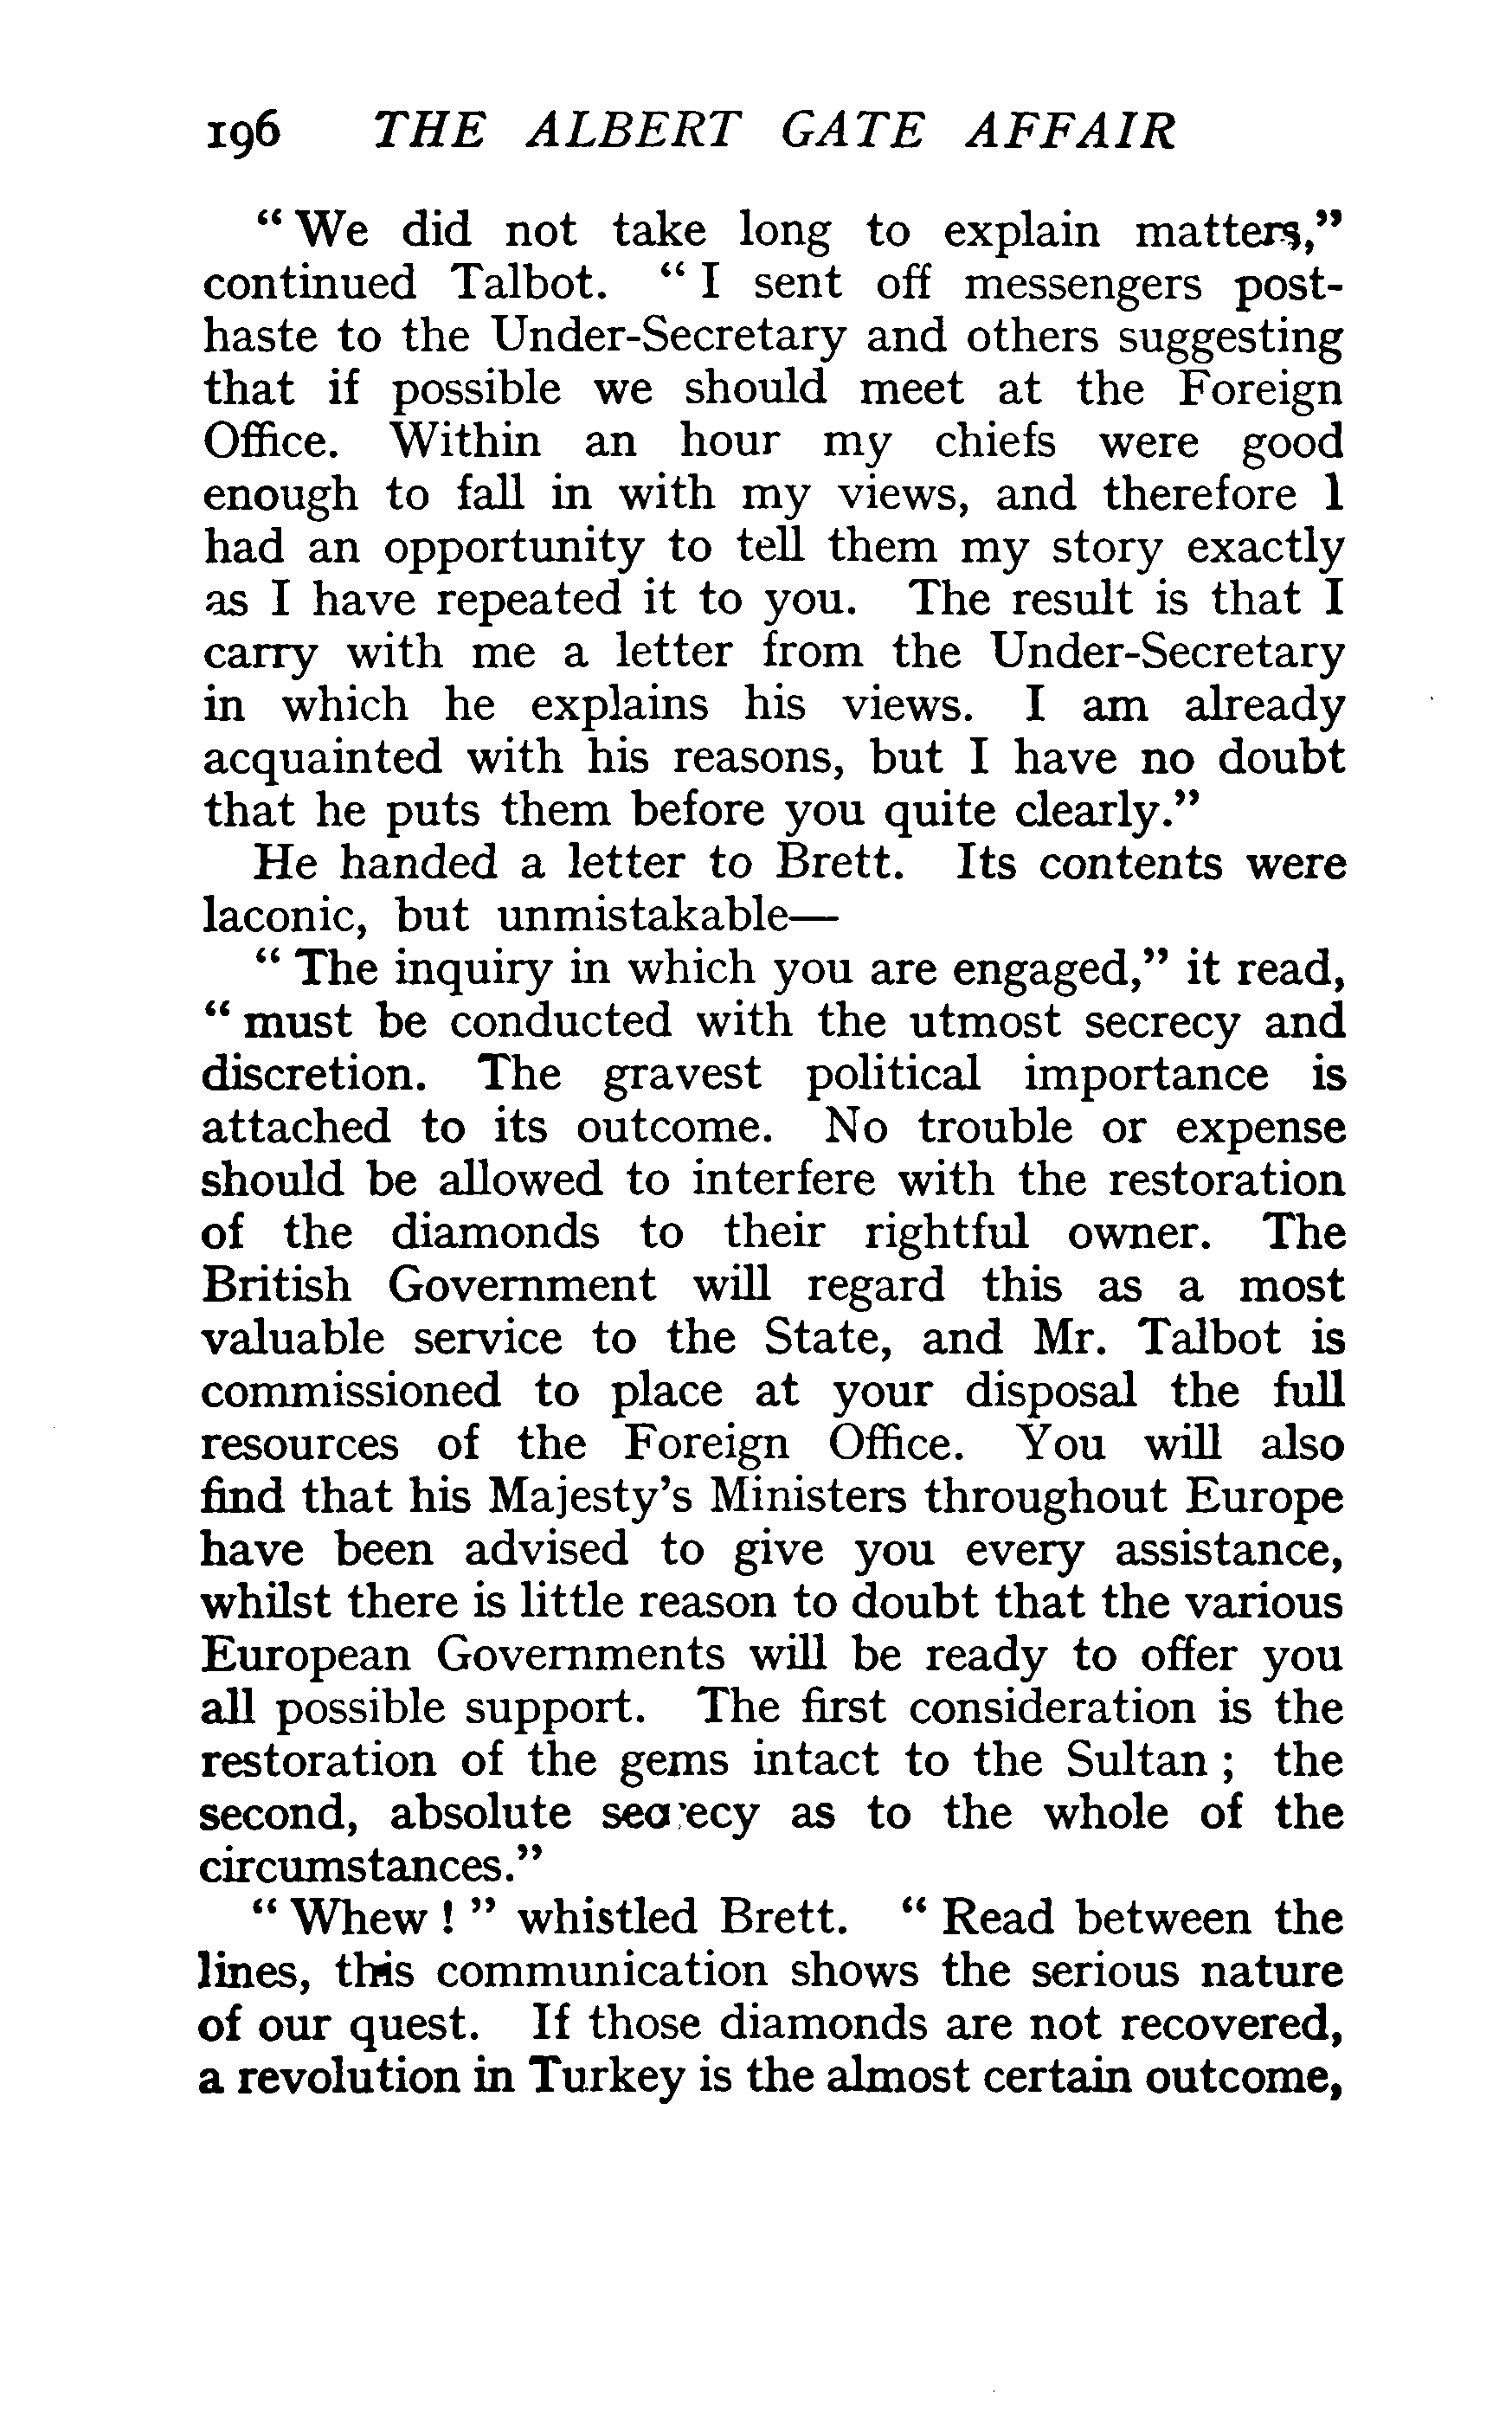 196 THE ALBERT GATE AFFAIR
“ We did not take long to explain matters,”
continued Talbot. “ I sent off messengers post-
haste to the Under-Secretary and others suggesting
that if possible we should meet at the Foreign
Office. Within an hour my chiefs were good
enough to fall in with my views, and therefore I
had an opportunity to tell them my story exactly
as I have repeated it to you. The result is that I
carry with me a letter from the Under-Secretary
in which he explains his views. I am already
acquainted with his reasons, but I have no doubt
that he puts them before you quite clearly.”
He handed a letter to Brett. Its contents were
laconic, but unmistakable—
“ The inquiry in which you are engaged,” it read,
“ must be conducted with the utmost secrecy and
discretion. The gravest political importance is
attached to its outcome. No trouble or expense
should be allowed to interfere with the restoration
of the diamonds to their rightful owner. The
British Government will regard this as a most
valuable service to the State, and Mr. Talbot is
commissioned to place at your disposal the full
resources of the Foreign Office. You will also
find that his Majesty’s Ministers throughout Europe
have been advised to give you every assistance,
whilst there is little reason to doubt that the various
European Governments will be ready to offer you
all possible support. The first consideration is the
restoration of the gems intact to the Sultan ; the
second, absolute secrecy as to the whole of the
circumstances.”
“ Whew ! ” whistled Brett. “ Read between the
lines, this communication shows the serious nature
of our quest. If those diamonds are not recovered,
a revolution in Turkey is the almost certain outcome,